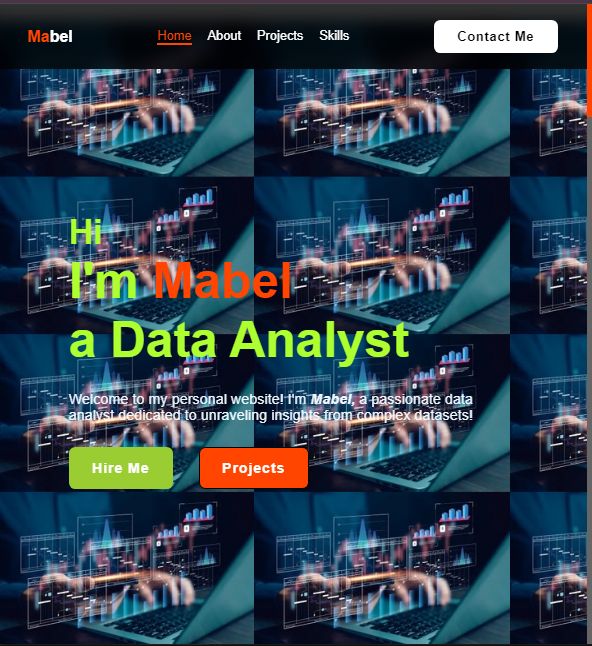 Mabel
Home About Projects Skills
Contact Me
Hi
I'm Mabel
a Data Analyst
Welcome to my personal website! I'm Mabel, a passionate data
analyst dedicated to unraveling insights from complex datasets!
Hire Me
Projects